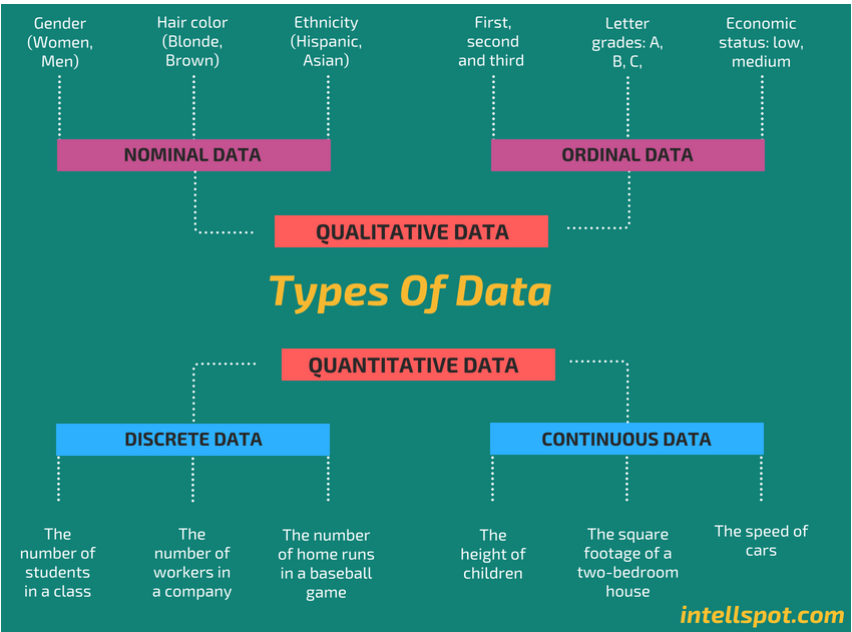 Gender
(Women,
Men)
Hair color
(Blonde,
Brown)
Ethnicity
(Hispanic,
Asian)
First,
second
and third
Letter
grades: A,
B, C,
Economic
status: low,
medium
NOMINAL DATA
ORDINAL DATA
QUALITATIVE DATA
Types Of Data
QUANTITATIVE DATA
DISCRETE DATA
CONTINUOUS DATA
The
number of
students
in a class
The
number of
workers in
a company
The number
of home runs
in a baseball
game
The
height of
children
The square
footage of a
two-bedroom
house
The speed of
cars
intellspot.com